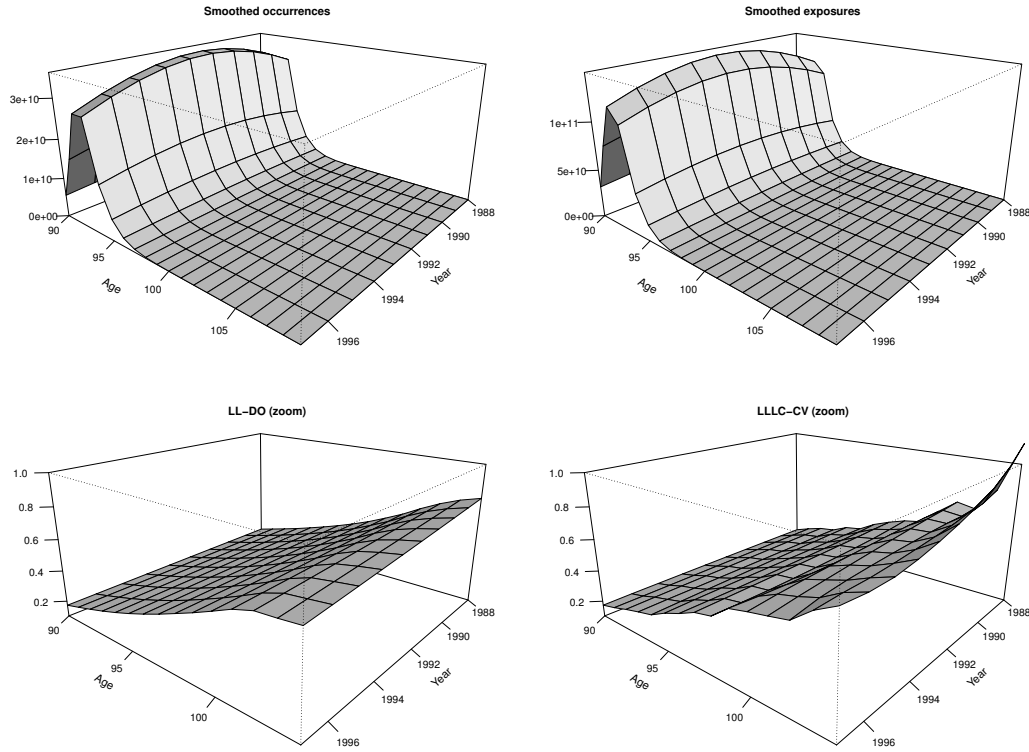 Smoothed occurrences
3e+10
2e+10
1e+10
0e+00
90
95
100
105
Age
1988
1990
1992
1994
1996
Year
Smoothed exposures
1e+11
5e+10
0e+00
90
95
100
105
Age
1988
1990
1992
1994
1996
Year
LL−DO (zoom)
1.0
0.8
0.6
0.4
0.2
90
95
100
Age
1988
1990
1992
1994
1996
Year
LLLC−CV (zoom)
1.0
0.8
0.6
0.4
0.2
90
95
100
Age
1988
1990
1992
1994
1996
Year